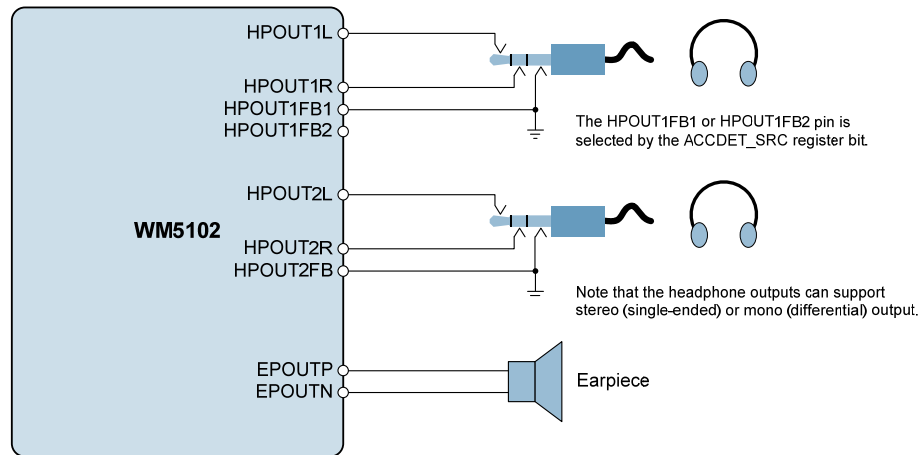 HPOUT1L
HPOUT1R
HPOUT1FB1
HPOUT1FB2
The HPOUT1FB1 or HPOUT1FB2 pin is
selected by the ACCDET_SRC register bit.
HPOUT2L
WM5102
HPOUT2R
HPOUT2FB
Note that the headphone outputs can support
stereo (single-ended) or mono (differential) output.
EPOUTP
EPOUTN
Earpiece